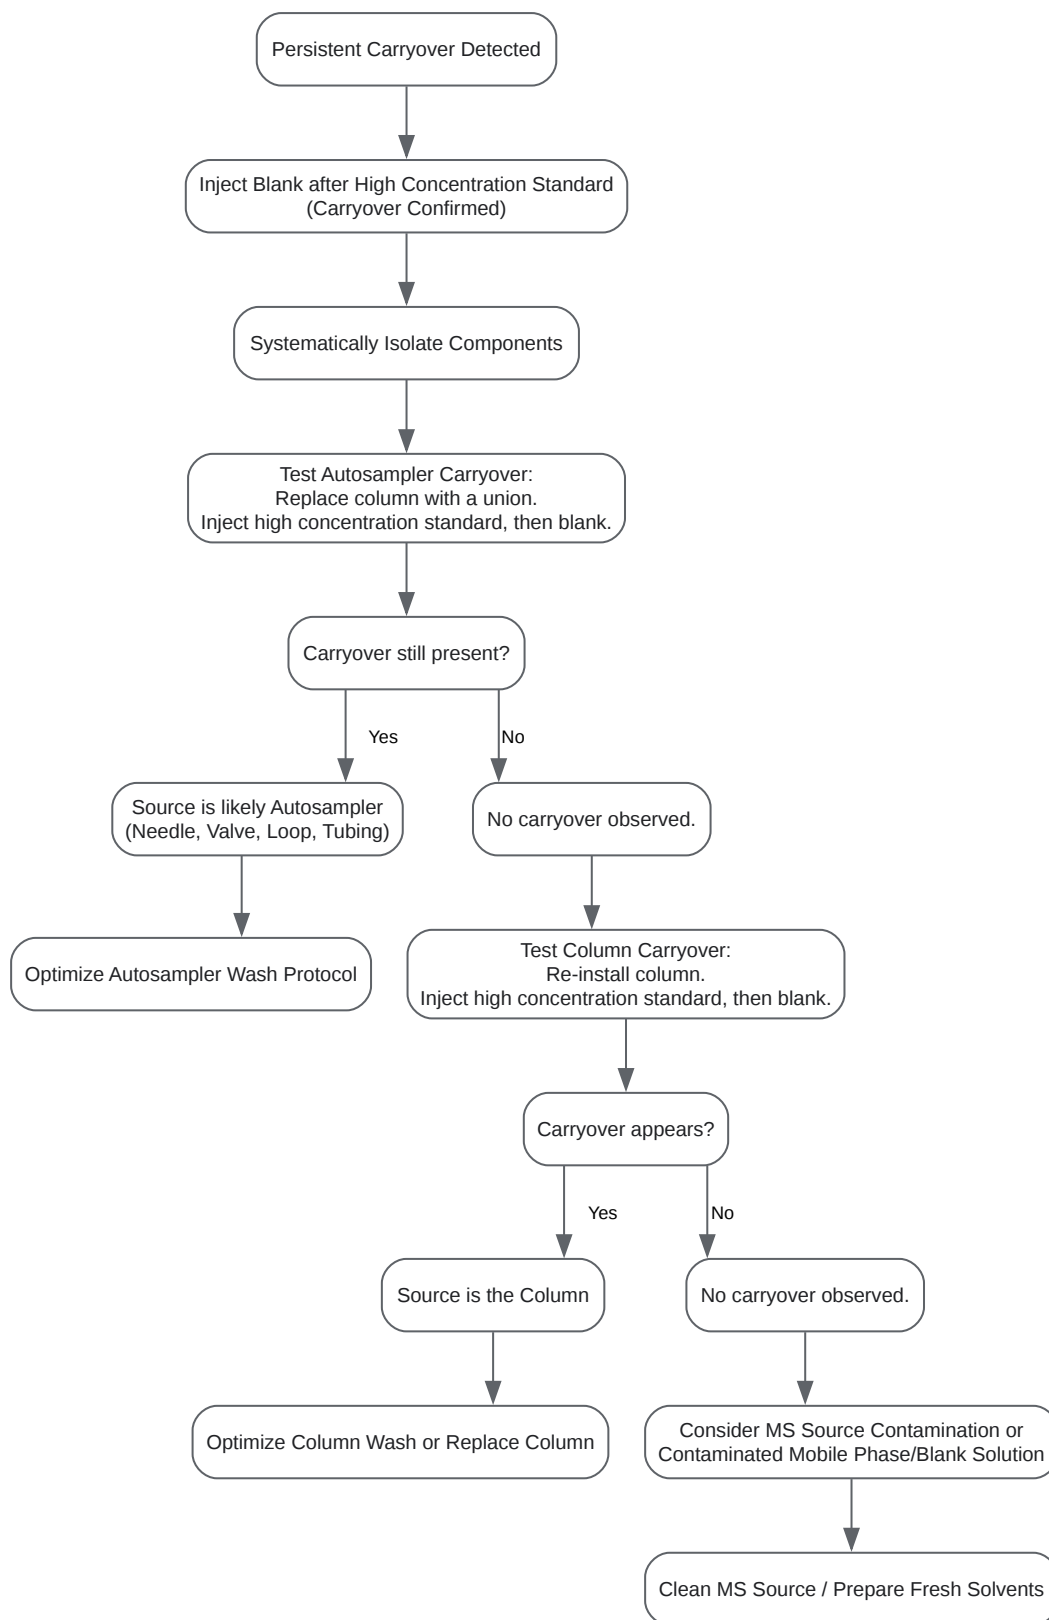 Persistent Carryover Detected
Inject Blank after High Concentration Standard
(Carryover Confirmed)
Systematically Isolate Components
Test Autosampler Carryover:
Replace column with a union.
Inject high concentration standard, then blank.
Carryover still present?
Yes
No
Source is likely Autosampler
(Needle, Valve, Loop, Tubing)
No carryover observed.
Optimize Autosampler Wash Protocol
Test Column Carryover:
Re-install column.
Inject high concentration standard, then blank.
Carryover appears?
Yes
No
Source is the Column
No carryover observed.
Optimize Column Wash or Replace Column
Consider MS Source Contamination or
Contaminated Mobile Phase/Blank Solution
Clean MS Source / Prepare Fresh Solvents